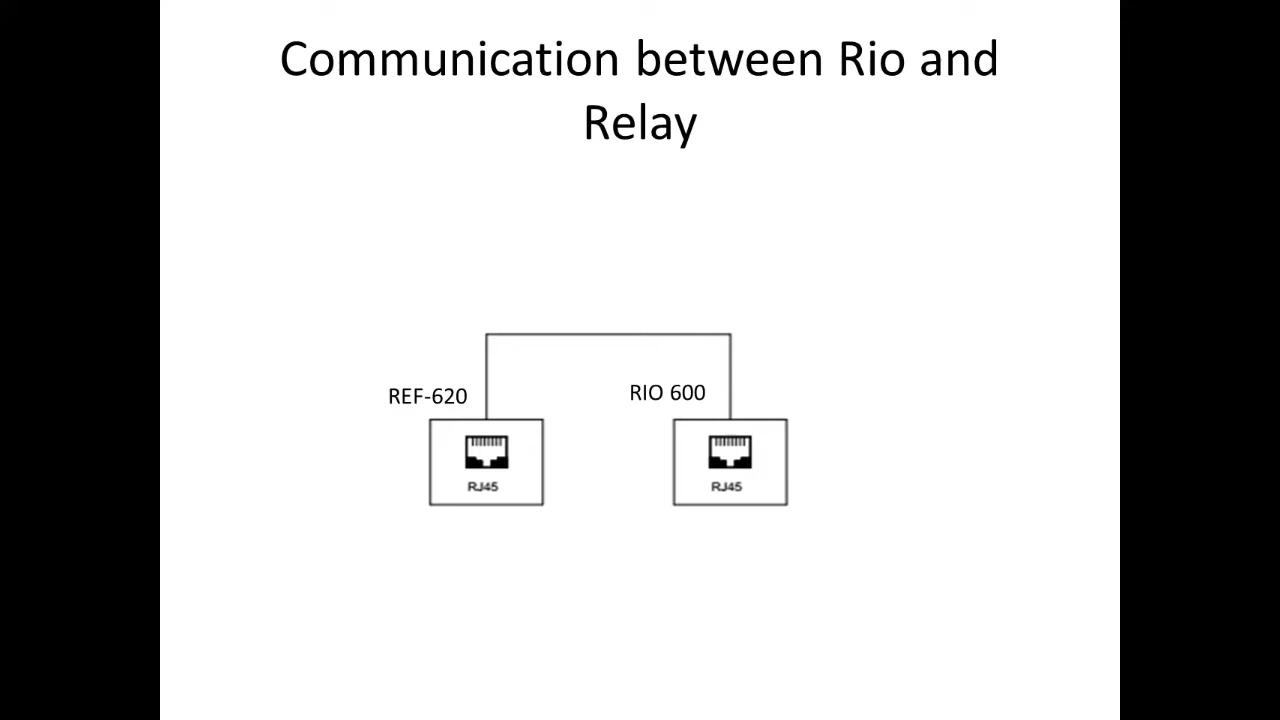 Communication between Rio and
Relay
REF-620
RIO 600
RJ45
RJ45